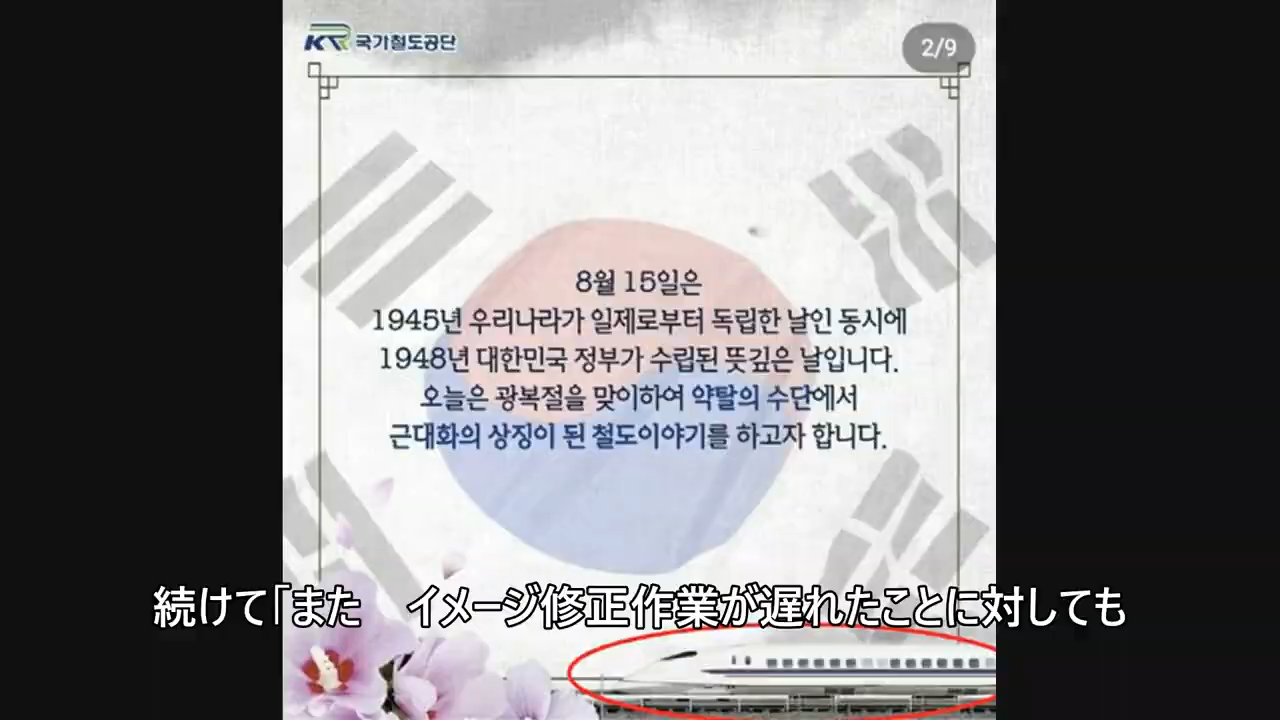 KR 국가철도공단
2/9
8월 15일은
1945년 우리나라가 일제로부터 독립한 날인 동시에
1948년 대한민국 정부가 수립된 뜻깊은 날입니다.
오늘은 광복절을 맞이하여 약탈의 수단에서
근대화의 상징이 된 철도이야기를 하고자 합니다.
続けて「また　イメージ修正作業が遅れたことに対しても